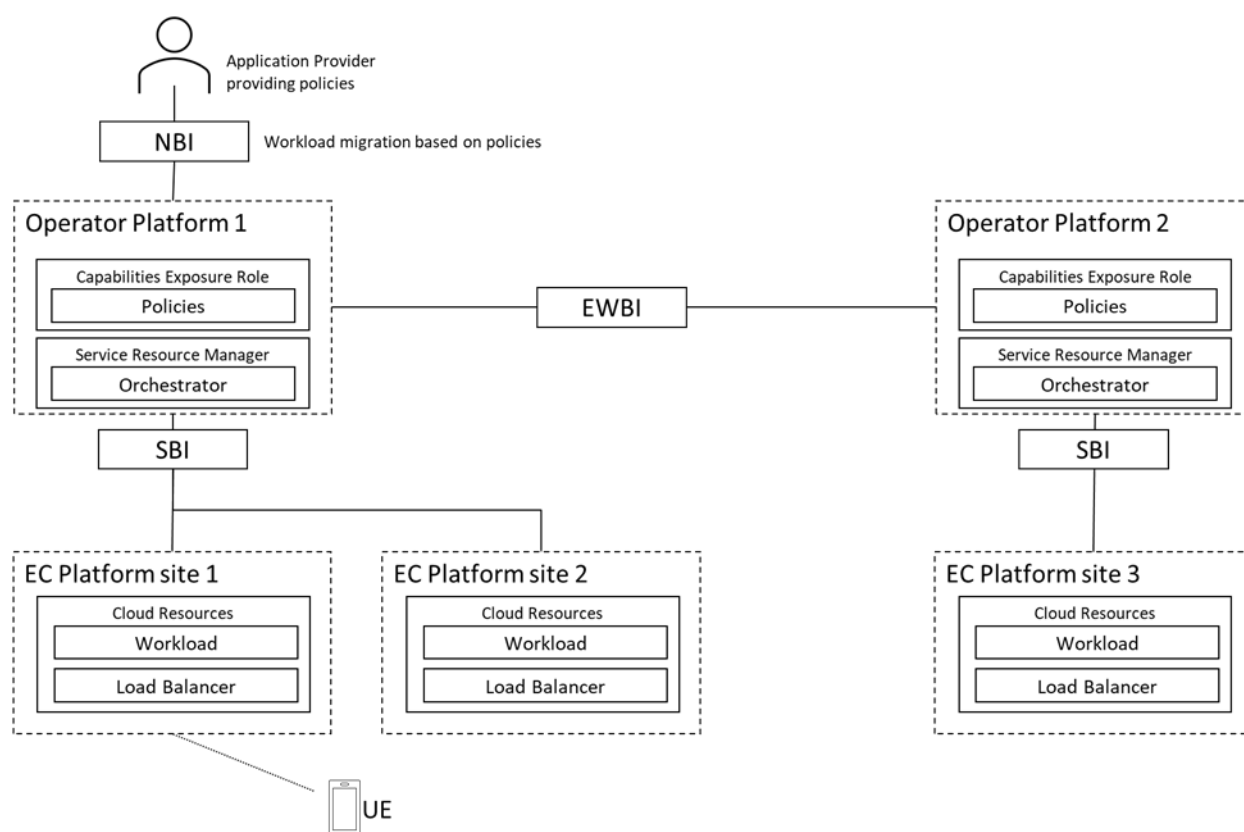 Application Provider
providing policies
NBI
Workload migration based on policies
Operator Platform 1
Capabilities Exposure Role
Policies
Service Resource Manager
Orchestrator
EWBI
Operator Platform 2
Capabilities Exposure Role
Policies
Service Resource Manager
Orchestrator
SBI
SBI
EC Platform site 1
Cloud Resources
Workload
Load Balancer
EC Platform site 2
Cloud Resources
Workload
Load Balancer
EC Platform site 3
Cloud Resources
Workload
Load Balancer
UE